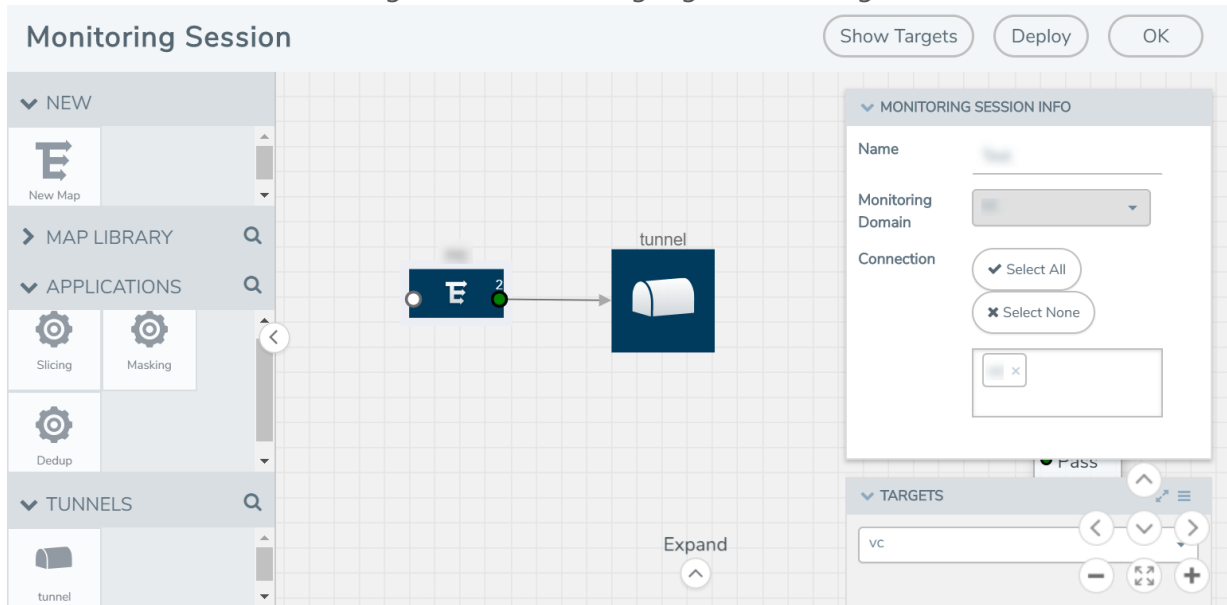 Monitoring Session
Show Targets
Deploy
OK
NEW
New Map
MAP LIBRARY
APPLICATIONS
Slicing
Masking
Dedup
TUNNELS
tunnel
2
tunnel
Expand
MONITORING SESSION INFO
Name
Monitoring
Domain
Connection
Select All
Select None
Pass
TARGETS
VC